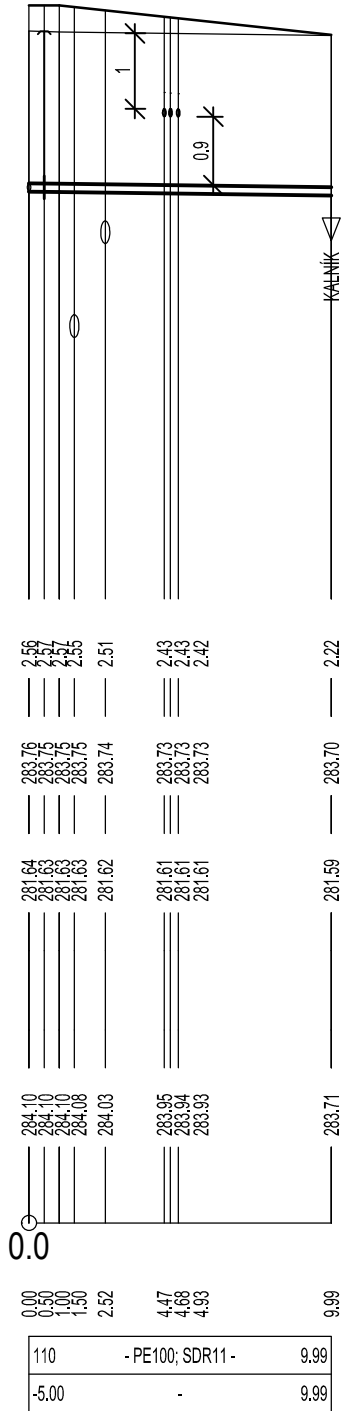 1
0.9
KALNÍK
2.56 2.57 2.57 2.55 2.51 2.43 2.43 2.42 2.22
283.76 283.75 283.75 283.75 283.74 283.73 283.73 283.73 283.70
281.64 281.63 281.63 281.63 281.62 281.61 281.61 281.61 281.59
284.10 284.10 284.10 284.08 284.03 283.95 283.94 283.93 283.71
0.0
0.00 0.50 1.00 1.50 2.52 4.47 4.68 4.93 9.99
110 - PE100; SDR11 - 9.99
-5.00 - 9.99